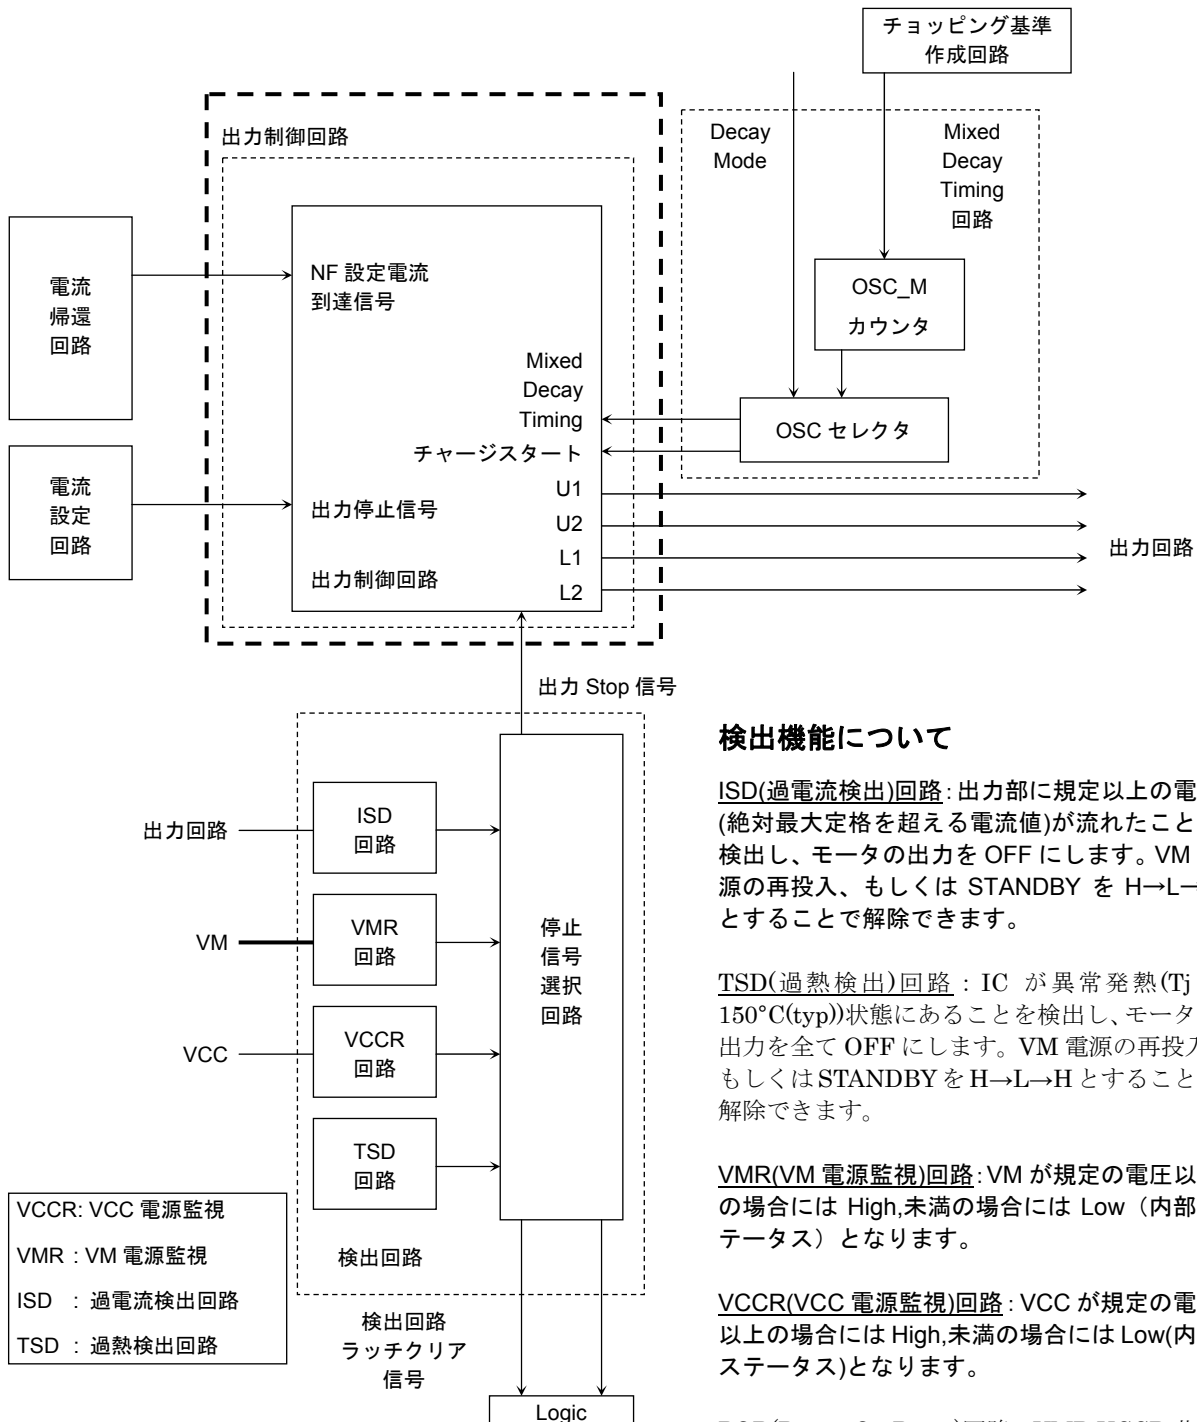 チョッピング基準
作成回路
出力制御回路
Decay
Mode
Mixed
Decay
Timing
回路
電流
帰還
回路
NF 設定電流
到達信号
OSC_M
カウンタ
Mixed
Decay
Timing
OSC セレクタ
チャージスタート
電流
設定
回路
出力停止信号
U1
U2
L1
L2
出力制御回路
出力回路
出力 Stop 信号
出力回路
ISD
回路
VM
VMR
回路
VCC
VCCR
回路
TSD
回路
停止
信号
選択
回路
検出回路
VCCR: VCC 電源監視
VMR : VM 電源監視
ISD : 過電流検出回路
TSD : 過熱検出回路
検出回路
ラッチクリア
信号
Logic
検出機能について
ISD(過電流検出)回路: 出力部に規定以上の電
(絶対最大定格を超える電流値)が流れたこと
検出し、モータの出力を OFF にします。VM
源の再投入、もしくは STANDBY を H→L→
とすることで解除できます。
TSD(過熱検出)回路 : IC が異常発熱(Tj
150°C(typ))状態にあることを検出し、モータ
出力を全て OFF にします。VM 電源の再投入
もしくは STANDBY を H→L→H とすること
解除できます。
VMR(VM 電源監視)回路: VM が規定の電圧以
の場合には High,未満の場合には Low（内部
テータス）となります。
VCCR(VCC 電源監視)回路 : VCC が規定の電
以上の場合には High,未満の場合には Low(内
ステータス)となります。